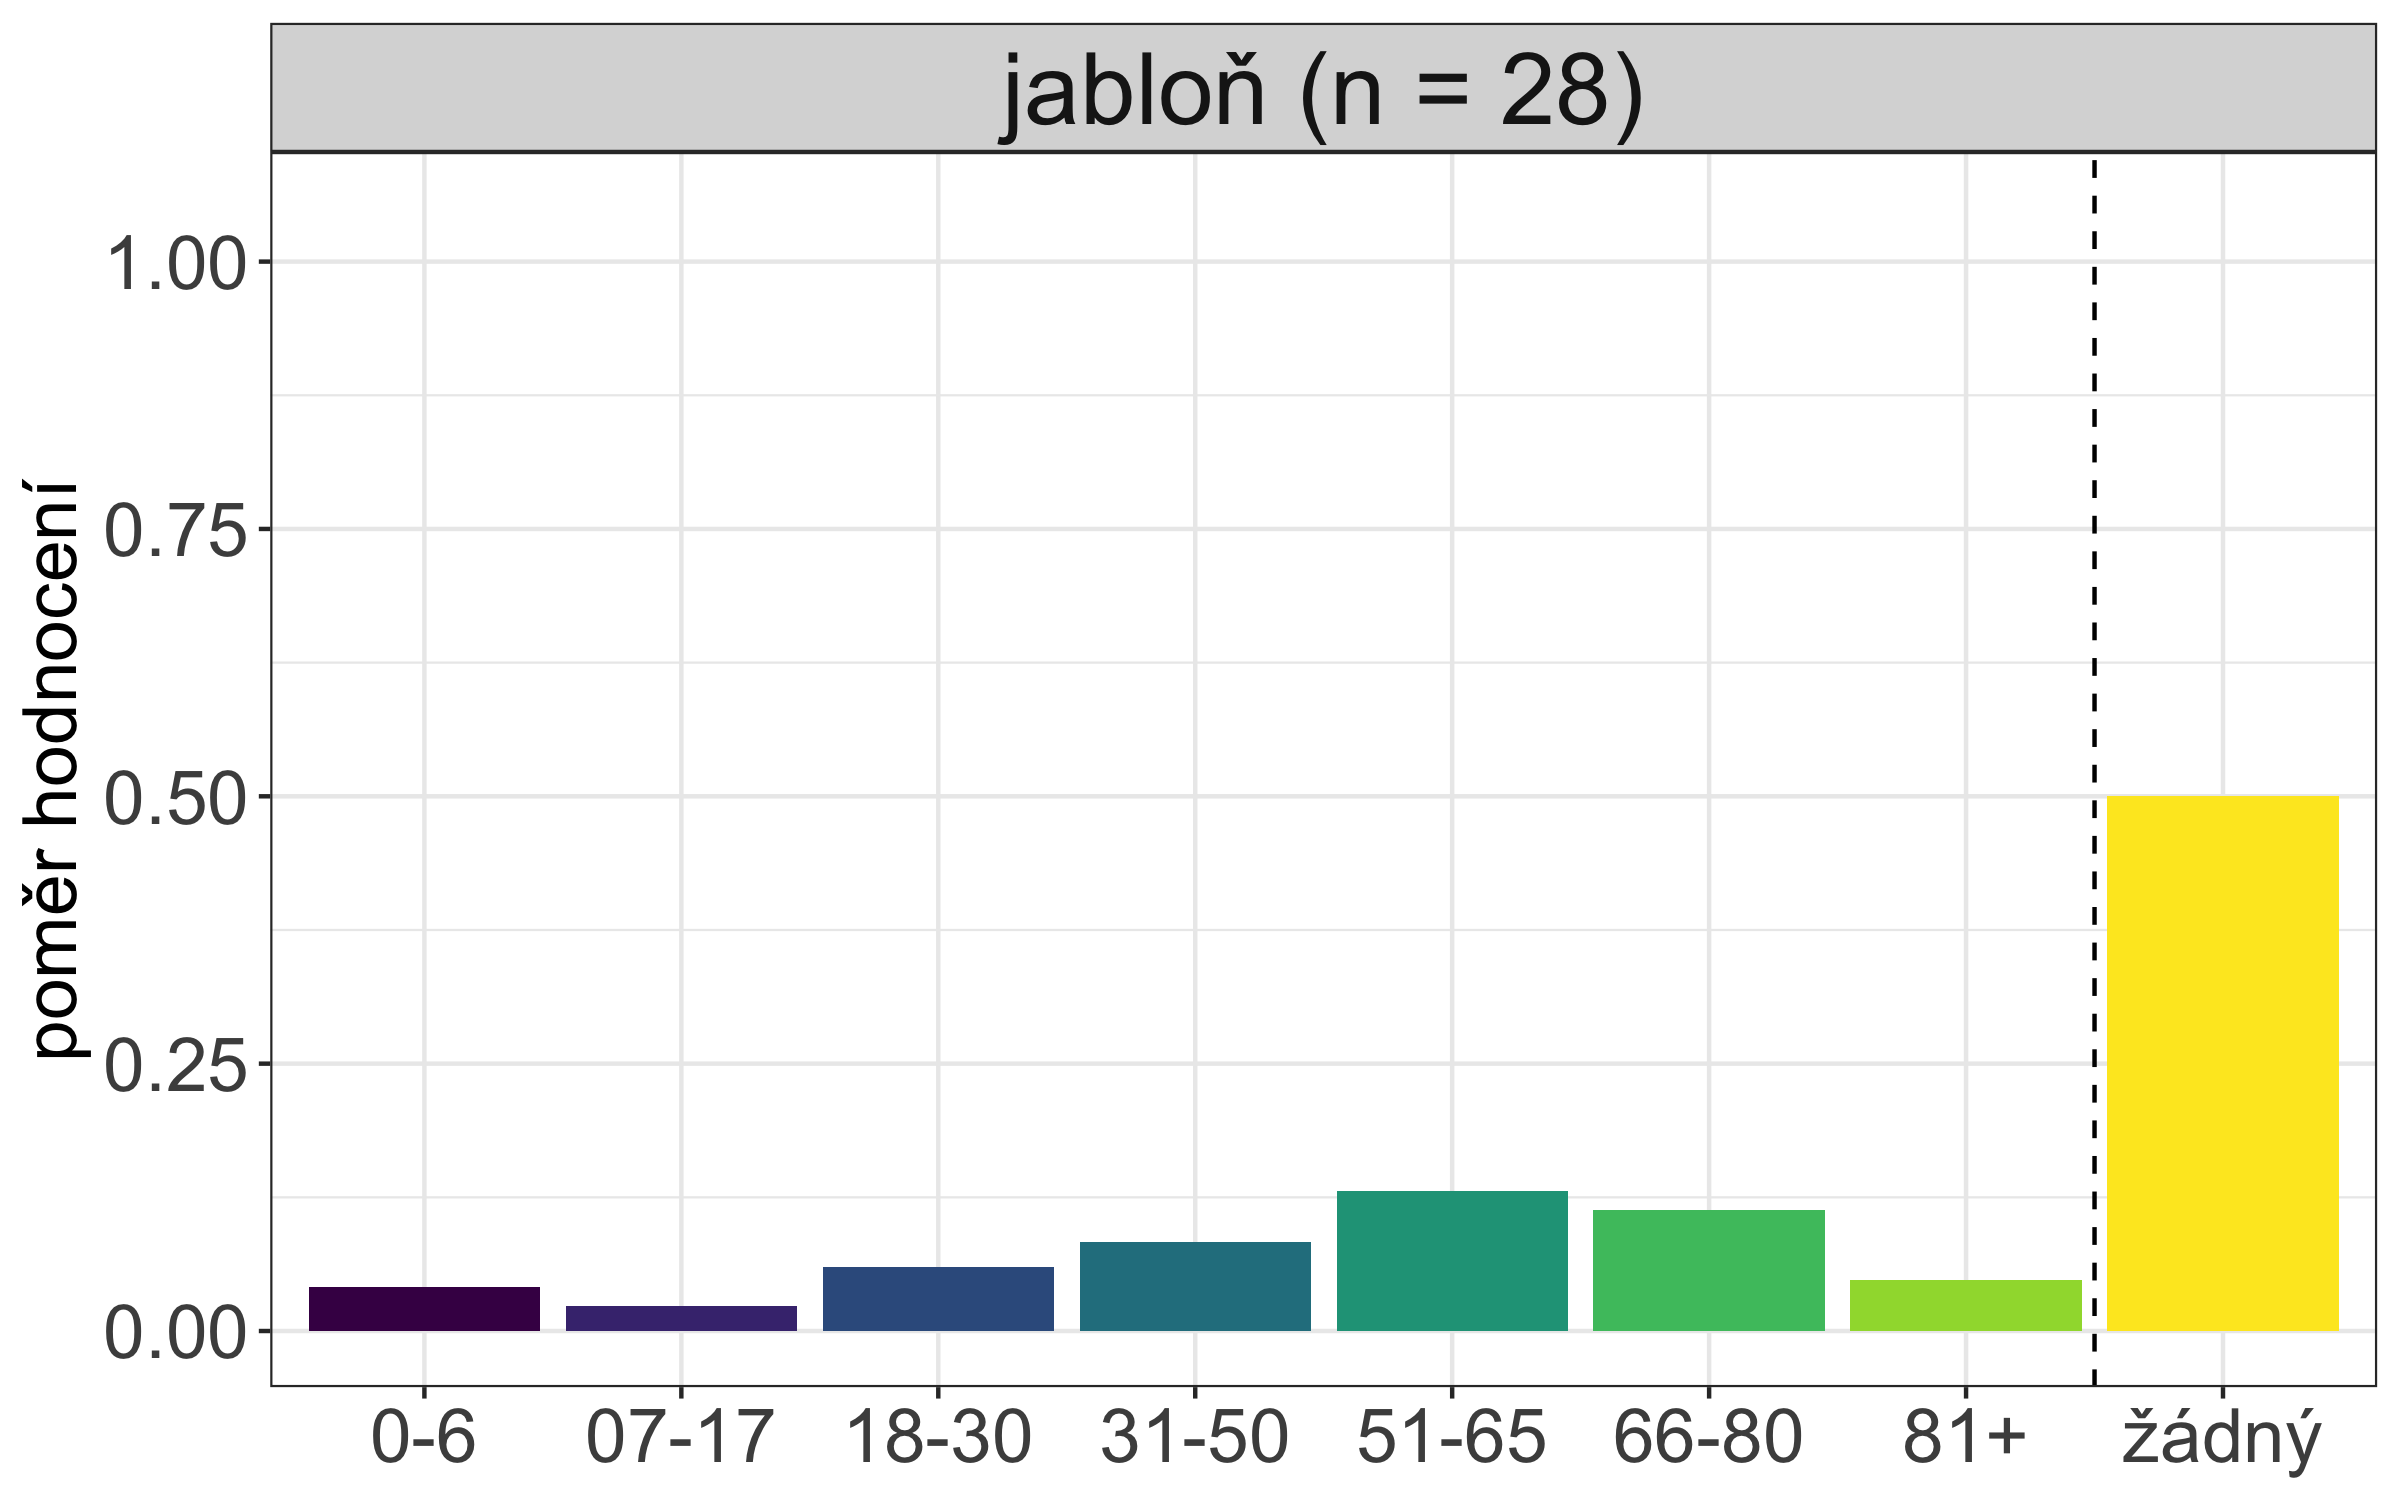 jabloň (n = 28)
poměr hodnocení
1.00
0.75
0.50
0.25
0.00
0-6 07-17 18-30 31-50 51-65 66-80 81+ žádný